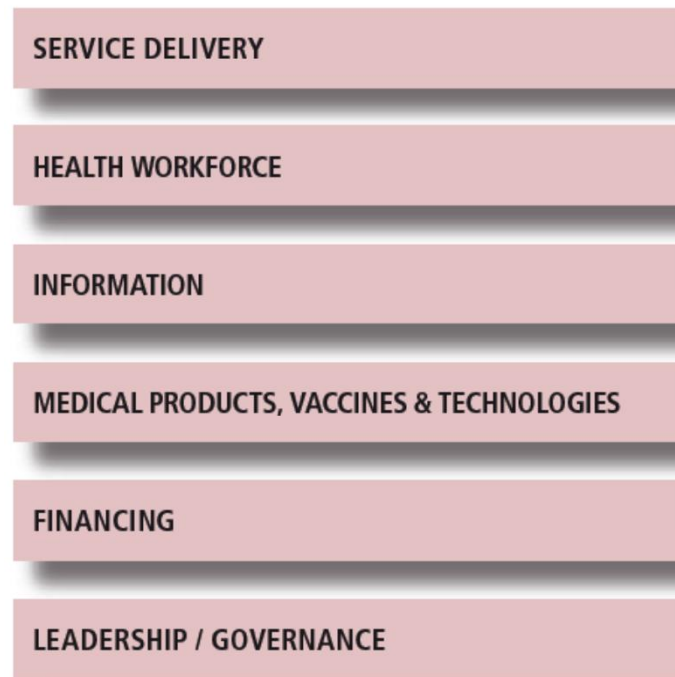 SERVICE DELIVERY
HEALTH WORKFORCE
INFORMATION
MEDICAL PRODUCTS, VACCINES & TECHNOLOGIES
FINANCING
LEADERSHIP / GOVERNANCE